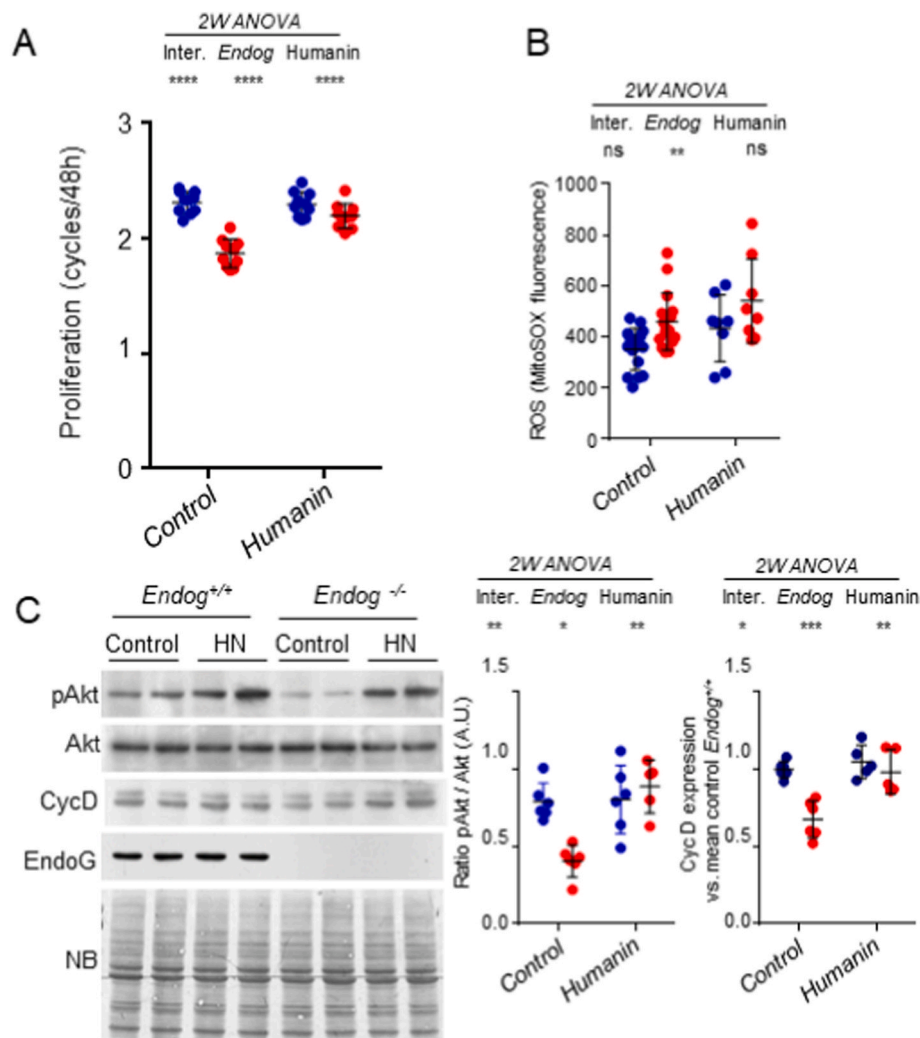 A
2W ANOVA
Inter. Endog Humanin
**** **** ****
Proliferation (cycles/48h)
3
2
1
0
Control
Humanin
B
2W ANOVA
Inter. Endog Humanin
ns ** ns
ROS (MitoSOX fluorescence)
1000
800
600
400
200
0
Control
Humanin
C
Endog+/+ Endog -/-
Control HN Control HN
pAkt
Akt
CycD
EndoG
NB
2W ANOVA
Inter. Endog Humanin
** * **
Ratio pAkt / Akt (A.U.)
1.5
1.0
0.5
0.0
Control
Humanin
2W ANOVA
Inter. Endog Humanin
* *** **
CycD expression
vs. mean control Endog+/+
1.5
1.0
0.5
0.0
Control
Humanin